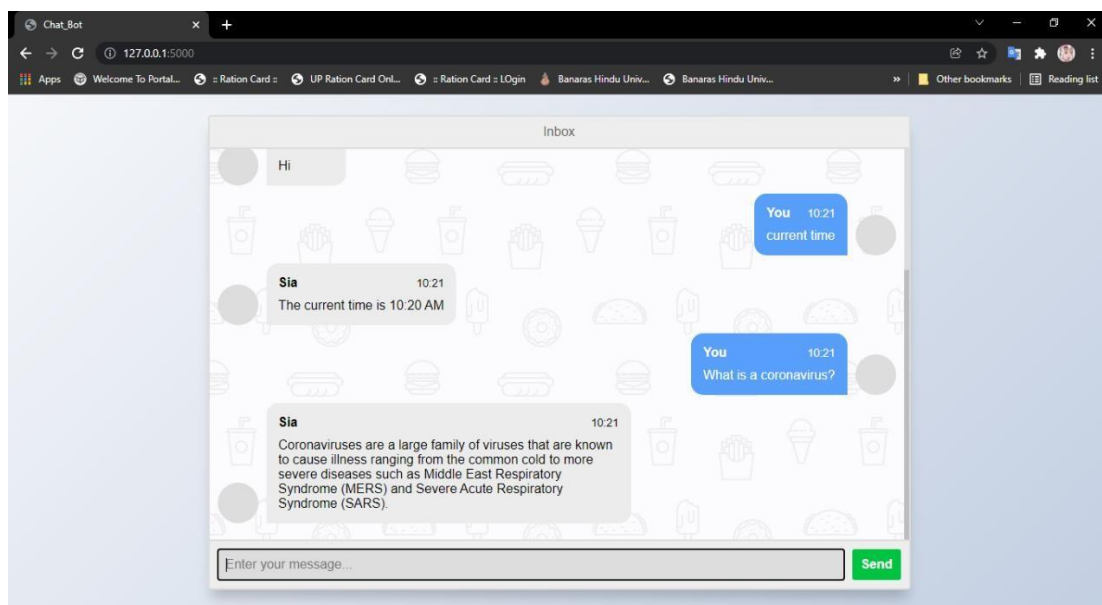 Chat_Bot
127.0.0.1:5000
Apps Welcome To Portal... :: Ration Card :: UP Ration Card Onl... :: Ration Card :: LOgin Banaras Hindu Univ... Banaras Hindu Univ... » Other bookmarks Reading list
Inbox
Hi
You 10:21
current time
Sia 10:21
The current time is 10:20 AM
You 10:21
What is a coronavirus?
Sia 10:21
Coronaviruses are a large family of viruses that are known
to cause illness ranging from the common cold to more
severe diseases such as Middle East Respiratory
Syndrome (MERS) and Severe Acute Respiratory
Syndrome (SARS).
Enter your message...
Send